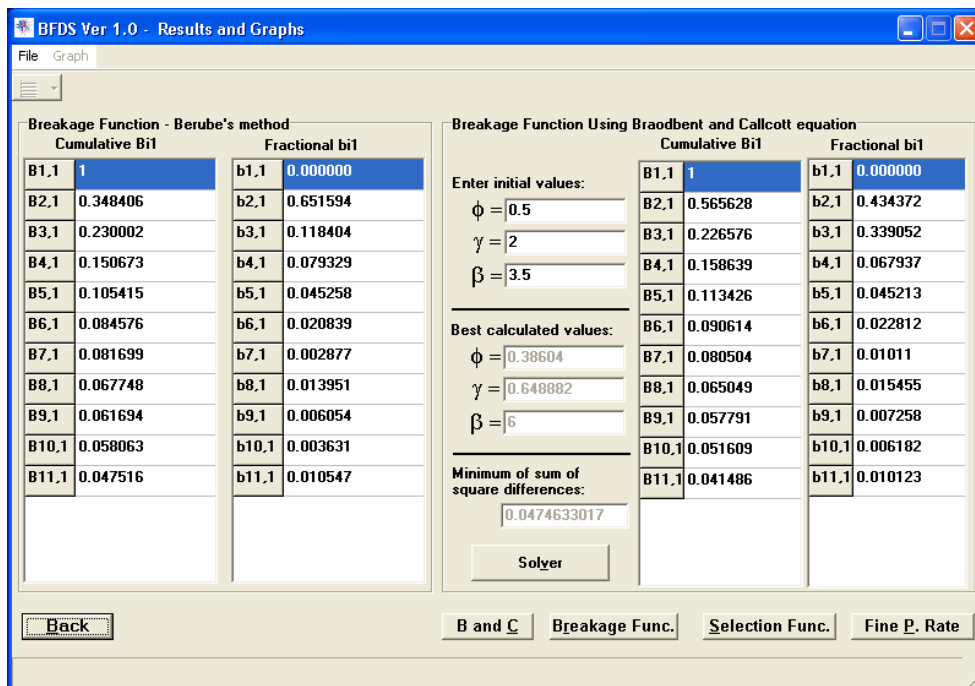 BFDS Ver 1.0 - Results and Graphs
File Graph
Breakage Function - Berube's method
Cumulative Bi1 Fractional bi1
B1,1 1 b1,1 0.000000
B2,1 0.348406 b2,1 0.651594
B3,1 0.230002 b3,1 0.118404
B4,1 0.150673 b4,1 0.079329
B5,1 0.105415 b5,1 0.045258
B6,1 0.084576 b6,1 0.020839
B7,1 0.081699 b7,1 0.002877
B8,1 0.067748 b8,1 0.013951
B9,1 0.061694 b9,1 0.006054
B10,1 0.058063 b10,1 0.003631
B11,1 0.047516 b11,1 0.010547
Breakage Function Using Braodbent and Callcott equation
Enter initial values:
ϕ = 0.5
γ = 2
β = 3.5
Best calculated values:
ϕ = 0.38604
γ = 0.648882
β = 6
Minimum of sum of
square differences:
0.0474633017
Solver
Cumulative Bi1 Fractional bi1
B1,1 1 b1,1 0.000000
B2,1 0.565628 b2,1 0.434372
B3,1 0.226576 b3,1 0.339052
B4,1 0.158639 b4,1 0.067937
B5,1 0.113426 b5,1 0.045213
B6,1 0.090614 b6,1 0.022812
B7,1 0.080504 b7,1 0.01011
B8,1 0.065049 b8,1 0.015455
B9,1 0.057791 b9,1 0.007258
B10,1 0.051609 b10,1 0.006182
B11,1 0.041486 b11,1 0.010123
Back B and C Breakage Func. Selection Func. Fine P. Rate